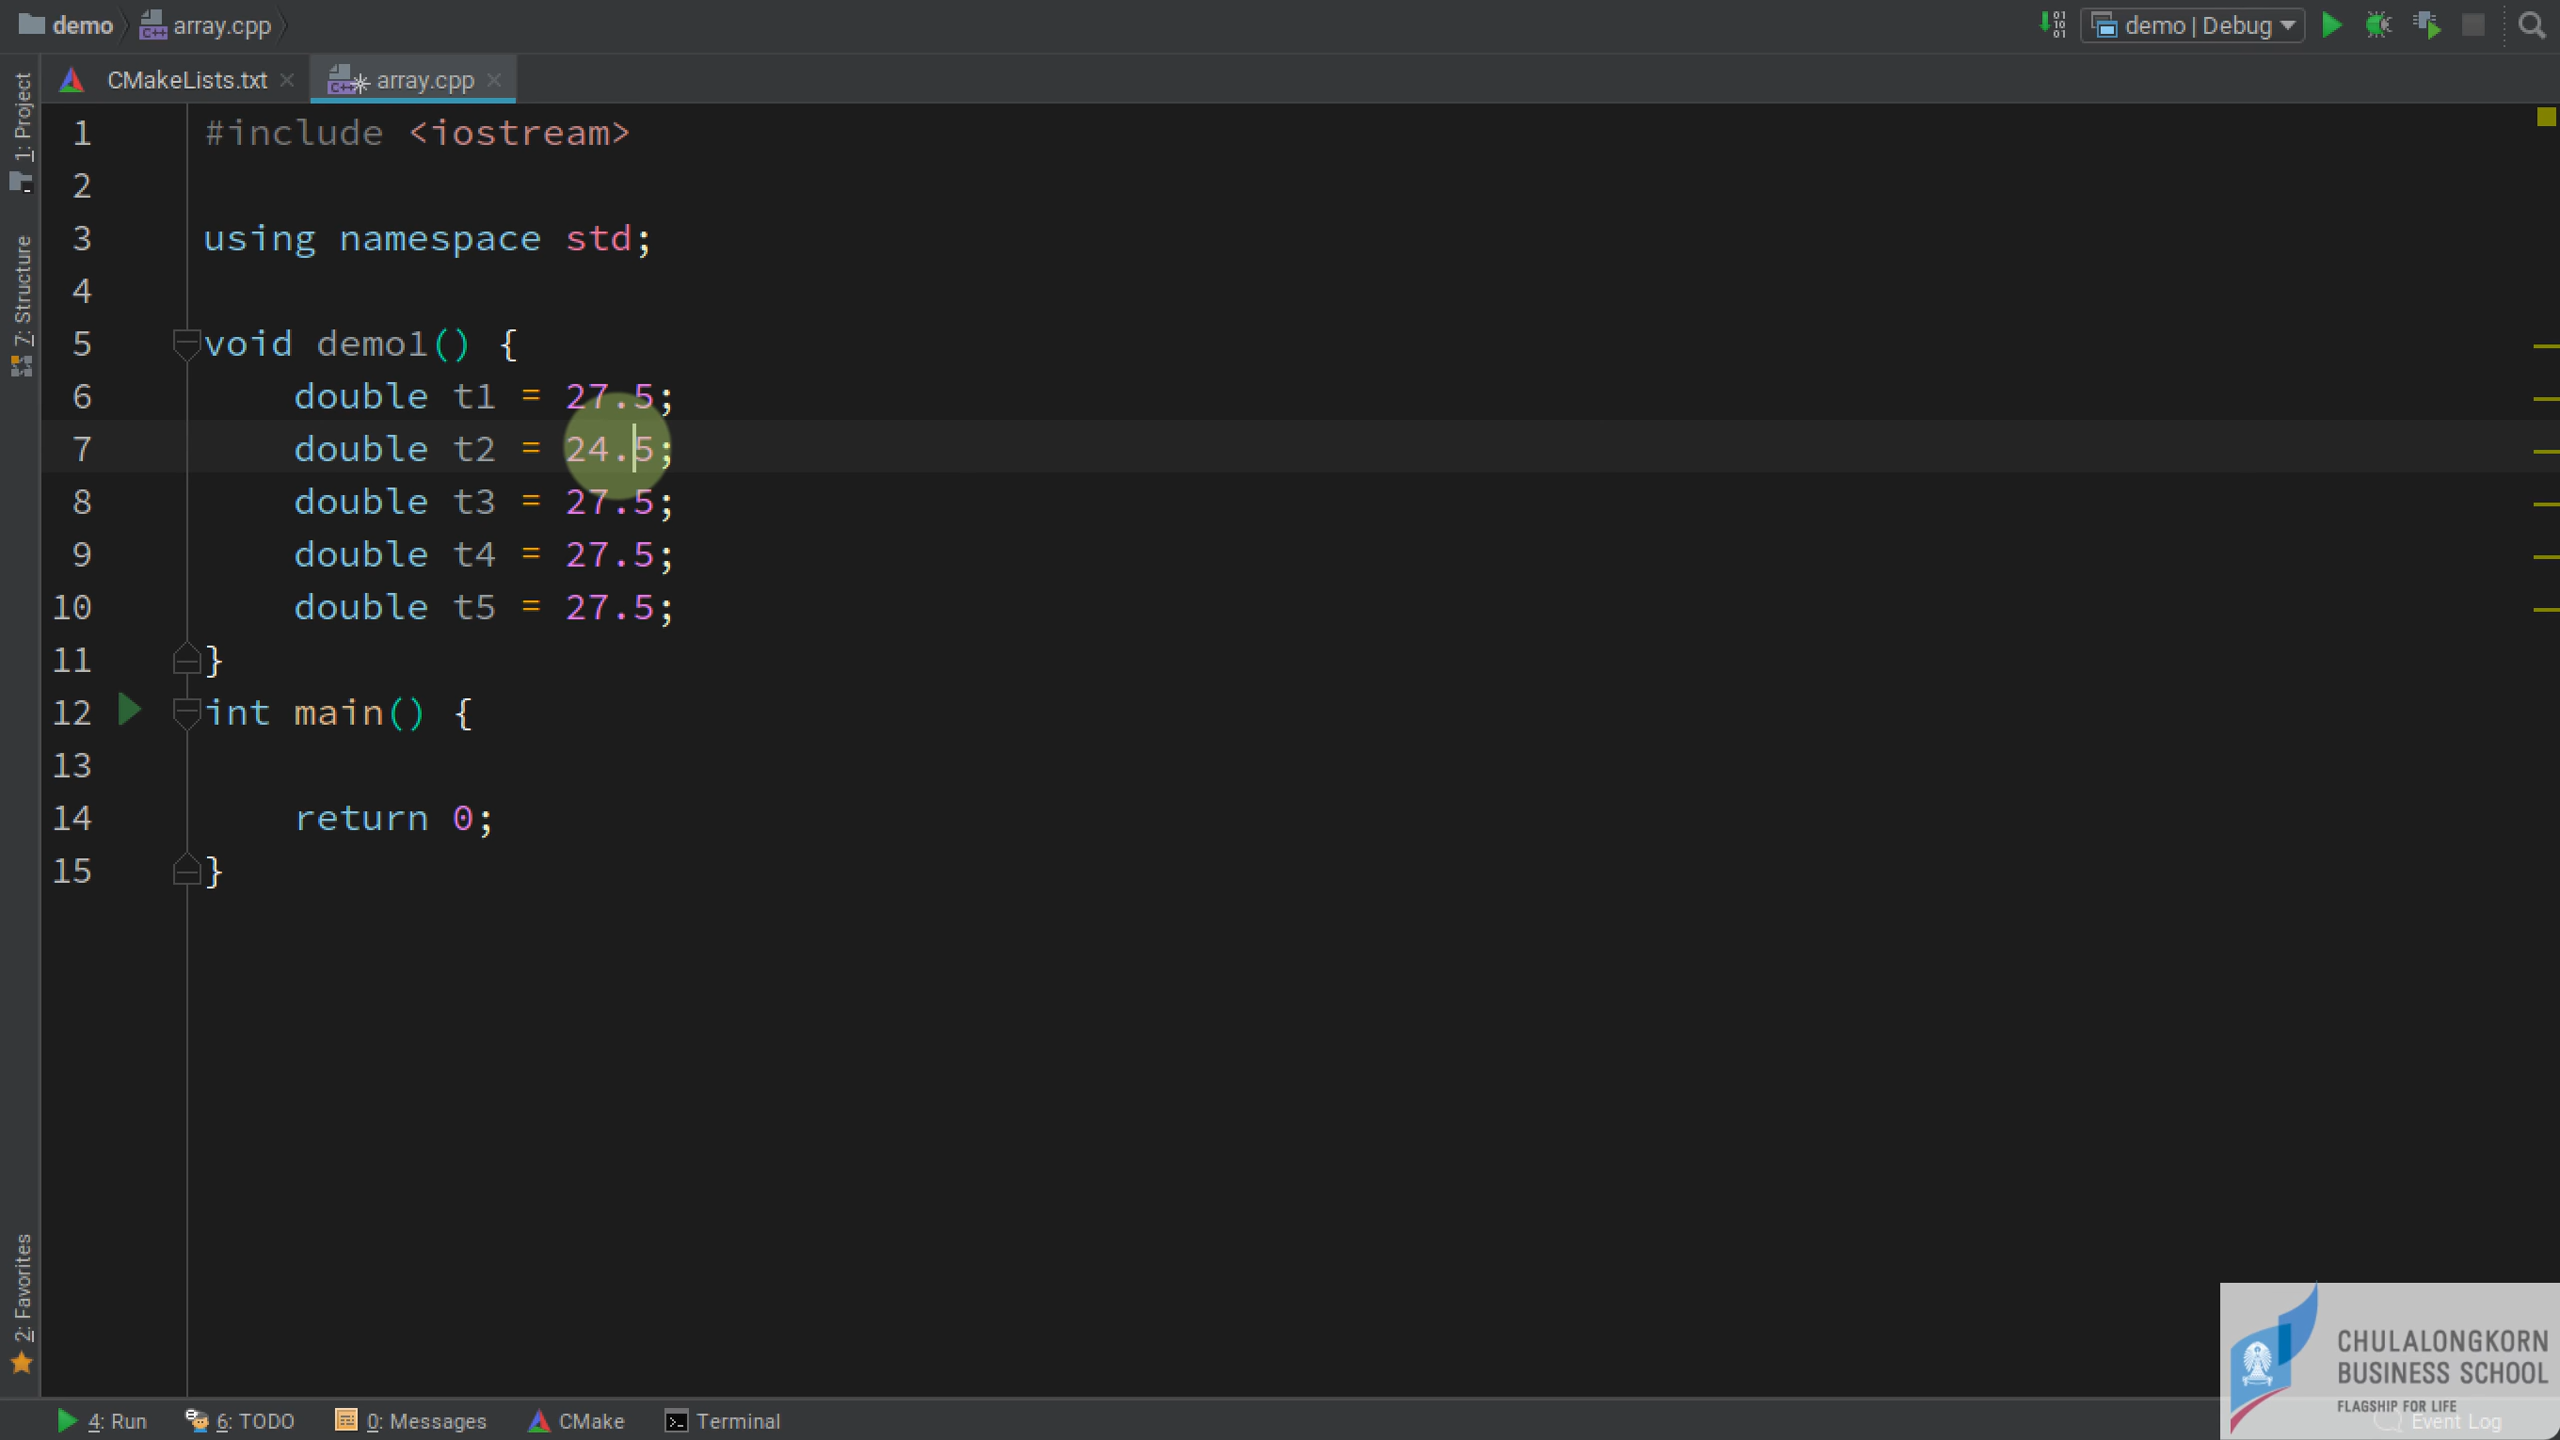 demo array.cpp
demo | Debug
CMakeLists.txt array.cpp
1: Project
7: Structure
2: Favorites
1 #include <iostream>
2
3 using namespace std;
4
5 void demo1() {
6 double t1 = 27.5;
7 double t2 = 24.5;
8 double t3 = 27.5;
9 double t4 = 27.5;
10 double t5 = 27.5;
11 }
12 int main() {
13
14 return 0;
15 }
CHULALONGKORN
BUSINESS SCHOOL
FLAGSHIP FOR LIFE
4: Run 6: TODO 0: Messages CMake Terminal Event Log